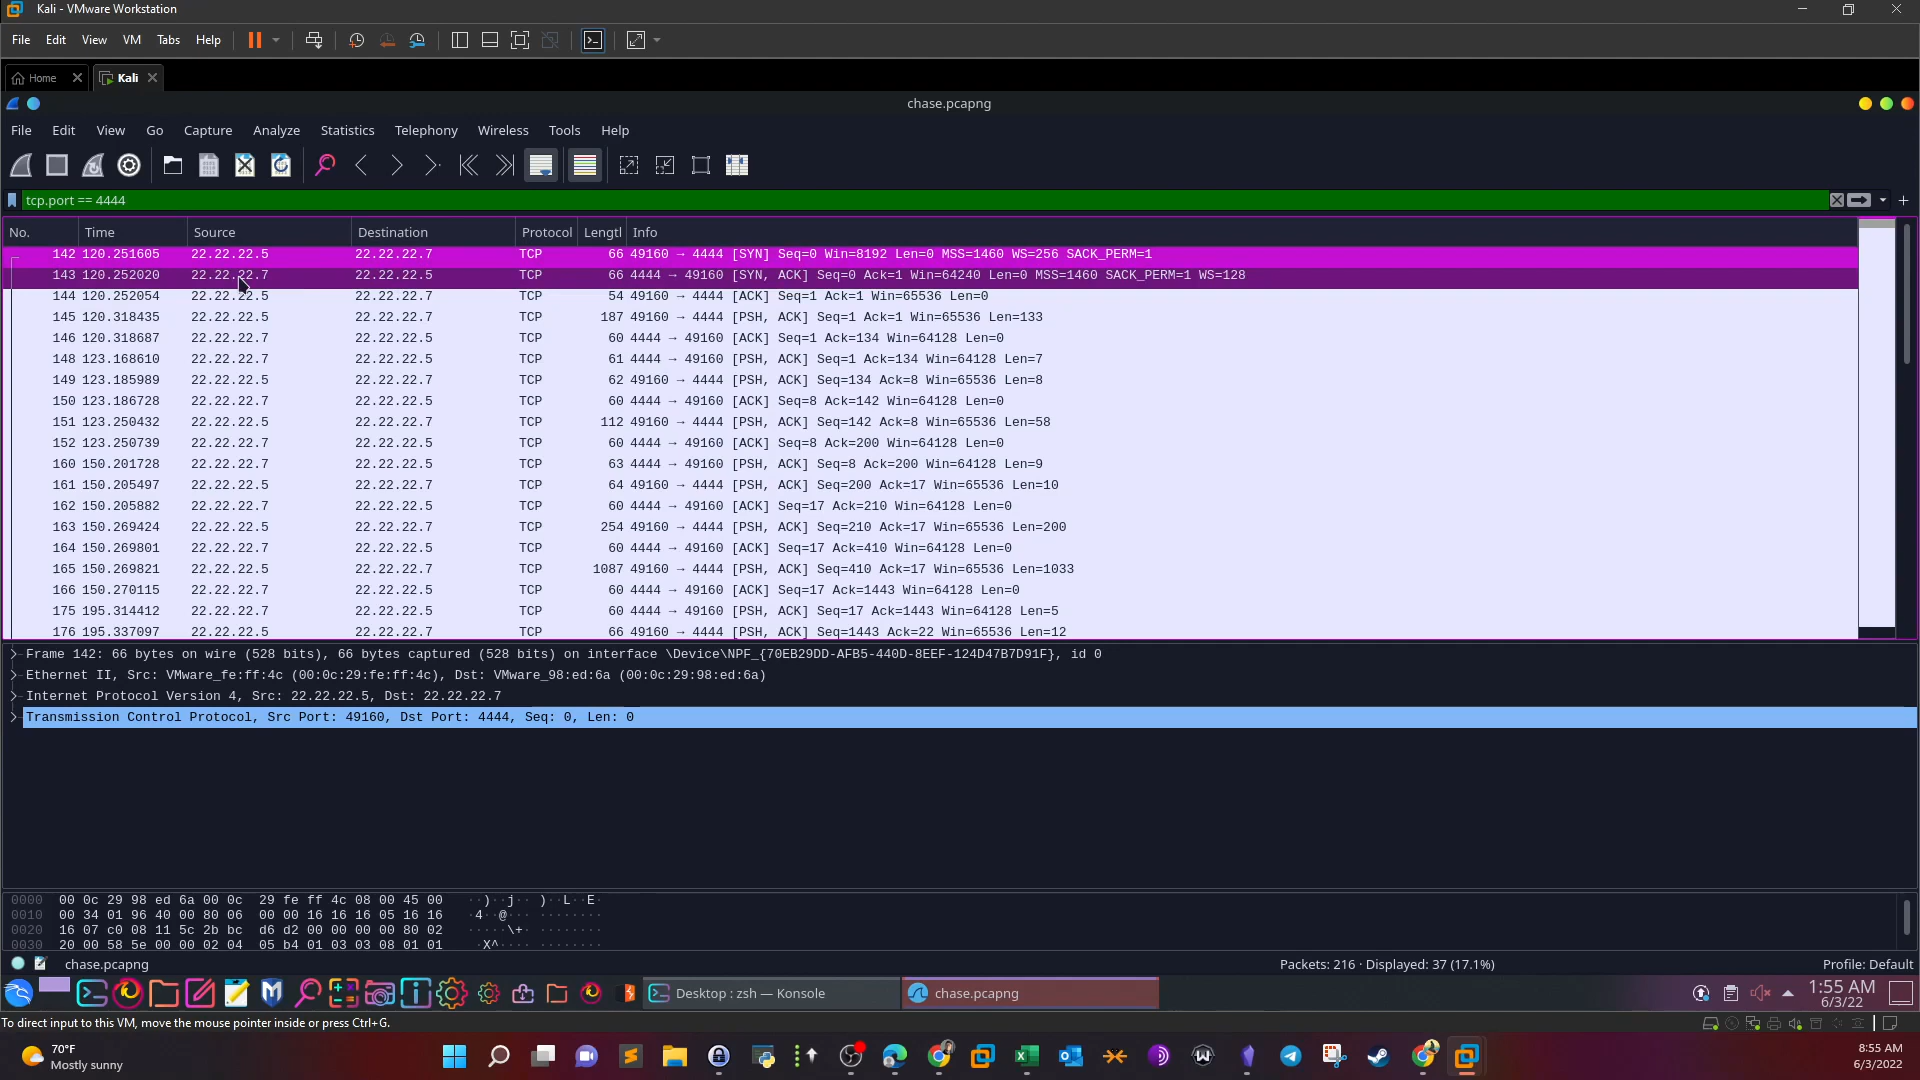 Kali - VMware Workstation
File Edit View VM Tabs Help
Home Kali
chase.pcapng
File Edit View Go Capture Analyze Statistics Telephony Wireless Tools Help
tcp.port == 4444
No. Time Source Destination Protocol Lengtl Info
142 120.251605 22.22.22.5 22.22.22.7 TCP 66 49160 → 4444 [SYN] Seq=0 Win=8192 Len=0 MSS=1460 WS=256 SACK_PERM=1
143 120.252020 22.22.22.7 22.22.22.5 TCP 66 4444 → 49160 [SYN, ACK] Seq=0 Ack=1 Win=64240 Len=0 MSS=1460 SACK_PERM=1 WS=128
144 120.252054 22.22.22.5 22.22.22.7 TCP 54 49160 → 4444 [ACK] Seq=1 Ack=1 Win=65536 Len=0
145 120.318435 22.22.22.5 22.22.22.7 TCP 187 49160 → 4444 [PSH, ACK] Seq=1 Ack=1 Win=65536 Len=133
146 120.318687 22.22.22.7 22.22.22.5 TCP 60 4444 → 49160 [ACK] Seq=1 Ack=134 Win=64128 Len=0
148 123.168610 22.22.22.7 22.22.22.5 TCP 61 4444 → 49160 [PSH, ACK] Seq=1 Ack=134 Win=64128 Len=7
149 123.185989 22.22.22.5 22.22.22.7 TCP 62 49160 → 4444 [PSH, ACK] Seq=134 Ack=8 Win=65536 Len=8
150 123.186728 22.22.22.7 22.22.22.5 TCP 60 4444 → 49160 [ACK] Seq=8 Ack=142 Win=64128 Len=0
151 123.250432 22.22.22.5 22.22.22.7 TCP 112 49160 → 4444 [PSH, ACK] Seq=142 Ack=8 Win=65536 Len=58
152 123.250739 22.22.22.7 22.22.22.5 TCP 60 4444 → 49160 [ACK] Seq=8 Ack=200 Win=64128 Len=0
160 150.201728 22.22.22.7 22.22.22.5 TCP 63 4444 → 49160 [PSH, ACK] Seq=8 Ack=200 Win=64128 Len=9
161 150.205497 22.22.22.5 22.22.22.7 TCP 64 49160 → 4444 [PSH, ACK] Seq=200 Ack=17 Win=65536 Len=10
162 150.205882 22.22.22.7 22.22.22.5 TCP 60 4444 → 49160 [ACK] Seq=17 Ack=210 Win=64128 Len=0
163 150.269424 22.22.22.5 22.22.22.7 TCP 254 49160 → 4444 [PSH, ACK] Seq=210 Ack=17 Win=65536 Len=200
164 150.269801 22.22.22.7 22.22.22.5 TCP 60 4444 → 49160 [ACK] Seq=17 Ack=410 Win=64128 Len=0
165 150.269821 22.22.22.5 22.22.22.7 TCP 1087 49160 → 4444 [PSH, ACK] Seq=410 Ack=17 Win=65536 Len=1033
166 150.270115 22.22.22.7 22.22.22.5 TCP 60 4444 → 49160 [ACK] Seq=17 Ack=1443 Win=64128 Len=0
175 195.314412 22.22.22.7 22.22.22.5 TCP 60 4444 → 49160 [PSH, ACK] Seq=17 Ack=1443 Win=64128 Len=5
176 195.337097 22.22.22.5 22.22.22.7 TCP 66 49160 → 4444 [PSH, ACK] Seq=1443 Ack=22 Win=65536 Len=12
Frame 142: 66 bytes on wire (528 bits), 66 bytes captured (528 bits) on interface \Device\NPF_{70EB29DD-AFB5-440D-8EEF-124D47B7D91F}, id 0
Ethernet II, Src: VMware_fe:ff:4c (00:0c:29:fe:ff:4c), Dst: VMware_98:ed:6a (00:0c:29:98:ed:6a)
Internet Protocol Version 4, Src: 22.22.22.5, Dst: 22.22.22.7
Transmission Control Protocol, Src Port: 49160, Dst Port: 4444, Seq: 0, Len: 0
0000 00 0c 29 98 ed 6a 00 0c 29 fe ff 4c 08 00 45 00 ··)··j·· )··L··E·
0010 00 34 01 96 40 00 80 06 00 00 16 16 16 05 16 16 ·4··@··· ········
0020 16 07 c0 08 11 5c 2b bc d6 d2 00 00 00 00 80 02 ·····\+· ········
0030 20 00 58 5e 00 00 02 04 05 b4 01 03 03 08 01 01 ·X^···· ········
chase.pcapng Packets: 216 · Displayed: 37 (17.1%) Profile: Default
Desktop : zsh — Konsole chase.pcapng 1:55 AM
6/3/22
To direct input to this VM, move the mouse pointer inside or press Ctrl+G.
70°F
Mostly sunny
8:55 AM
6/3/2022